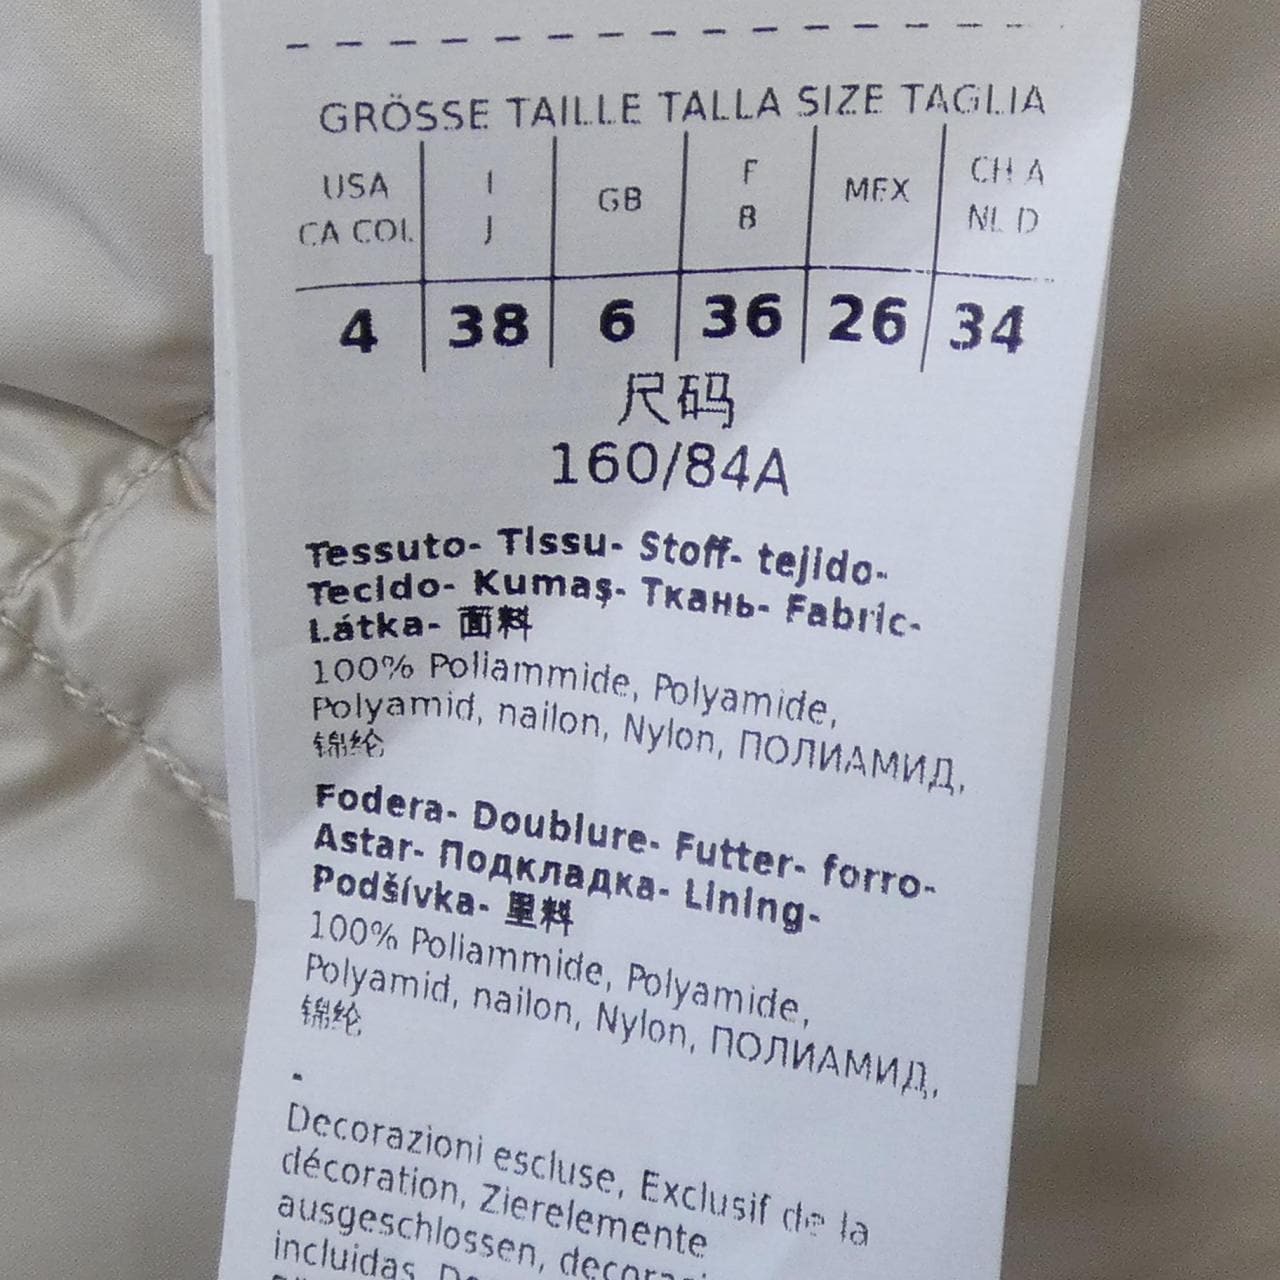 GRÖSSE TAILLE TALLA SIZE TAGLIA
USA I GB F MEX CH A
CA COL J B NL D
4 38 6 36 26 34
尺码
160/84A
Tessuto- Tissu- Stoff- tejido-
Tecido- Kumaş- Ткань- Fabric-
Látka- 面料
100% Poliammide, Polyamide,
Polyamid, nailon, Nylon, ПОЛИАМИД,
锦纶
Fodera- Doublure- Futter- forro-
Astar- Подкладка- Lining-
Podšívka- 里料
100% Poliammide, Polyamide,
Polyamid, nailon, Nylon, ПОЛИАМИД,
锦纶
-
Decorazioni escluse, Exclusif de la
décoration, Zierelemente
ausgeschlossen, decoraci
incluidas